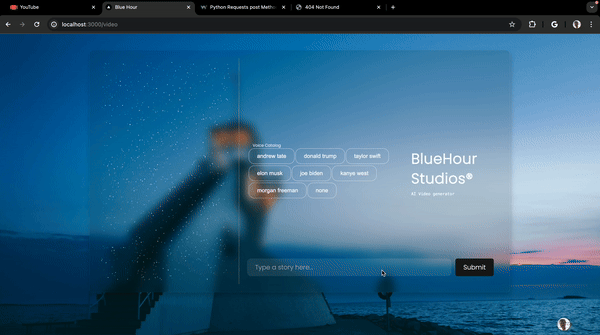 YouTube
Blue Hour
Python Requests post Meth
404 Not Found
localhost:3000/video
Voice Catalog
andrew tate
donald trump
taylor swift
elon musk
joe biden
kanye west
morgan freeman
none
BlueHour
Studios®
AI Video generator
Type a story here...
Submit